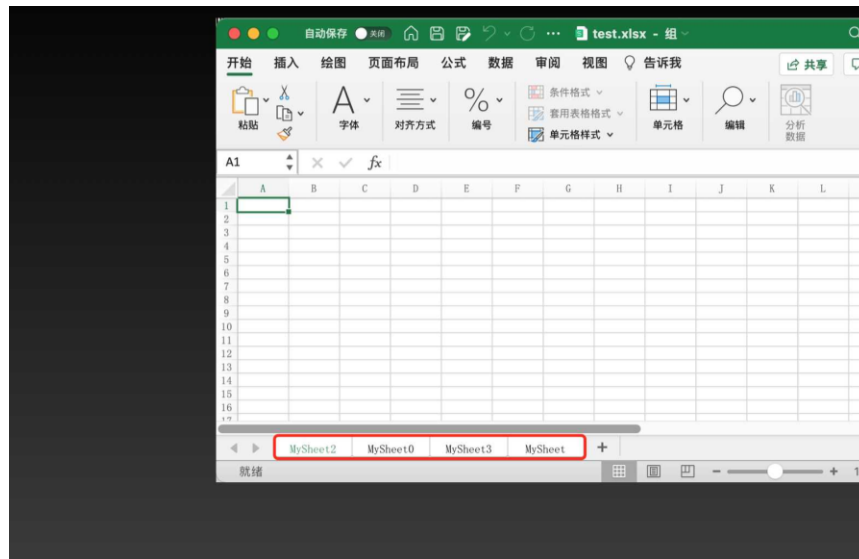 自动保存 关闭 test.xlsx - 组
开始 插入 绘图 页面布局 公式 数据 审阅 视图 告诉我 共享
粘贴 字体 对齐方式 编号 条件格式 套用表格格式 单元格样式 单元格 编辑 分析数据
A1 fx
A B C D E F G H I J K L
1
2
3
4
5
6
7
8
9
10
11
12
13
14
15
16
17
MySheet2 MySheet0 MySheet3 MySheet +
就绪 - + 1